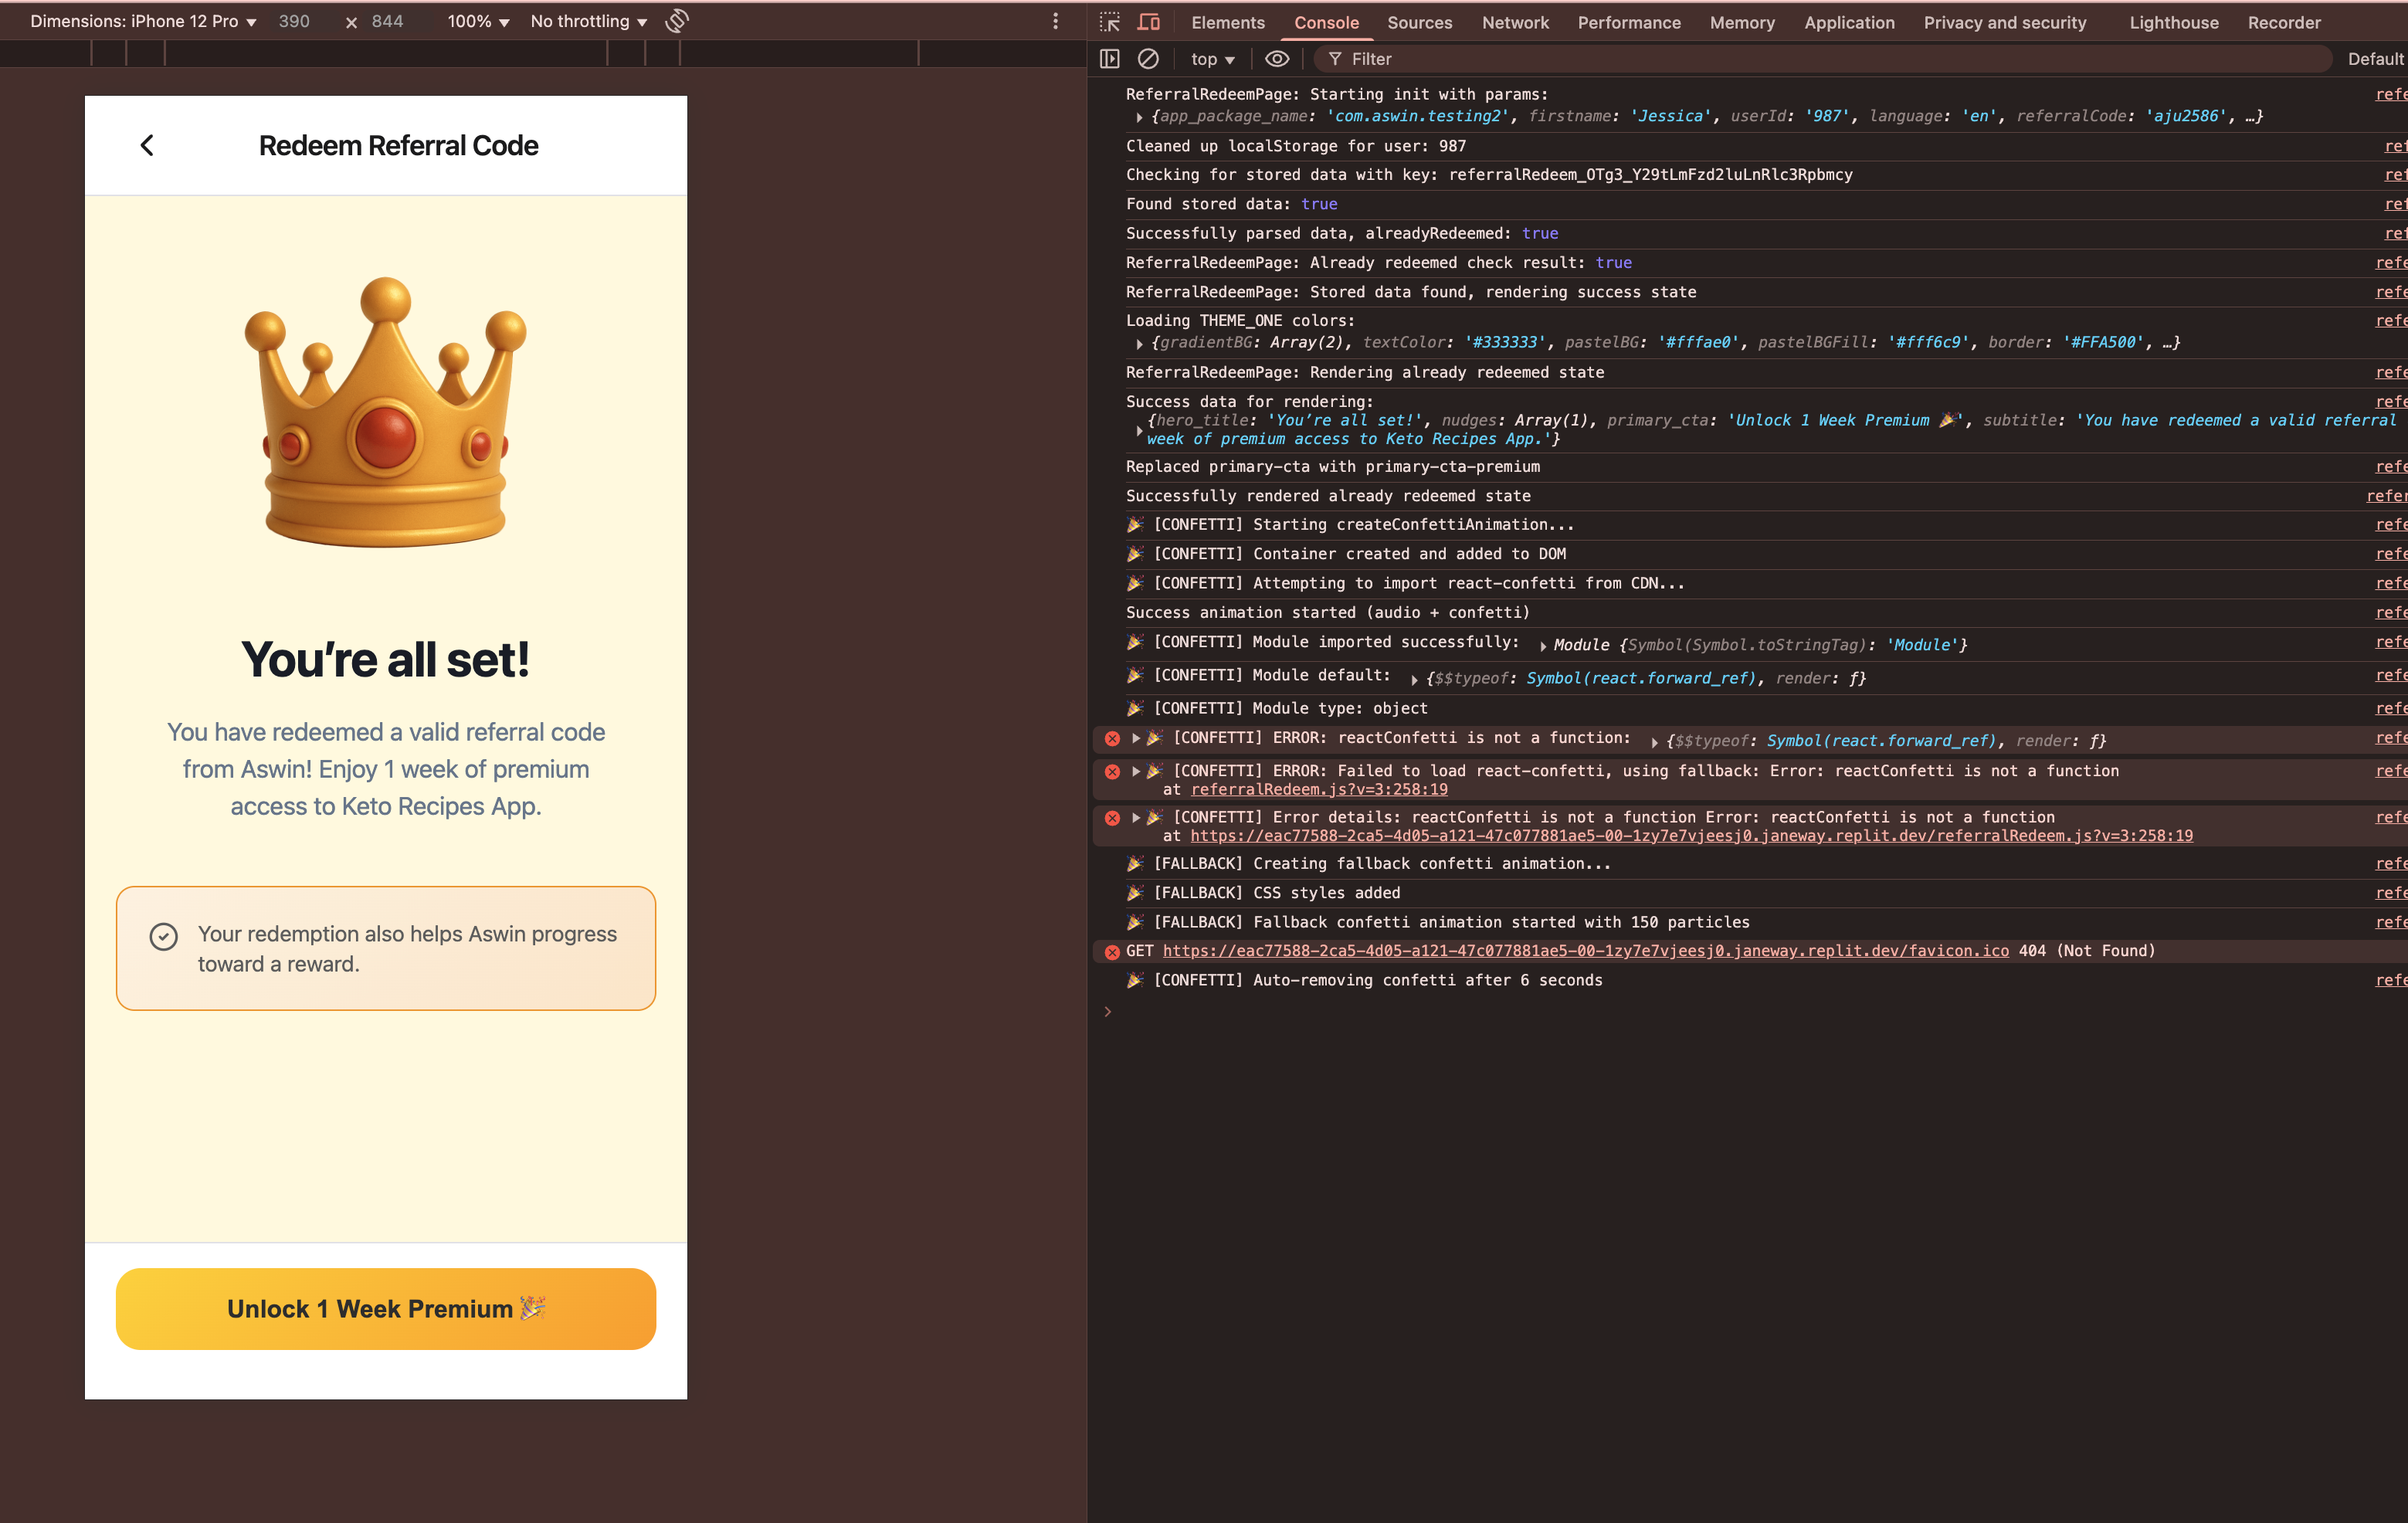 Dimensions: iPhone 12 Pro ▼ 390 × 844 100% ▼ No throttling ▼
Redeem Referral Code
You’re all set!
You have redeemed a valid referral code
from Aswin! Enjoy 1 week of premium
access to Keto Recipes App.
Your redemption also helps Aswin progress
toward a reward.
Unlock 1 Week Premium 🎉
Elements Console Sources Network Performance Memory Application Privacy and security Lighthouse Recorder
top ▼ Filter Default
ReferralRedeemPage: Starting init with params: refe
{app_package_name: 'com.aswin.testing2', firstname: 'Jessica', userId: '987', language: 'en', referralCode: 'aju2586', …}
Cleaned up localStorage for user: 987 ref
Checking for stored data with key: referralRedeem_OTg3_Y29tLmFzd2luLnRlc3Rpbmcy ref
Found stored data: true ref
Successfully parsed data, alreadyRedeemed: true ref
ReferralRedeemPage: Already redeemed check result: true refe
ReferralRedeemPage: Stored data found, rendering success state refe
Loading THEME_ONE colors: refe
{gradientBG: Array(2), textColor: '#333333', pastelBG: '#fffae0', pastelBGFill: '#fff6c9', border: '#FFA500', …}
ReferralRedeemPage: Rendering already redeemed state refe
Success data for rendering: refe
{hero_title: 'You’re all set!', nudges: Array(1), primary_cta: 'Unlock 1 Week Premium 🎉', subtitle: 'You have redeemed a valid referral
week of premium access to Keto Recipes App.'}
Replaced primary-cta with primary-cta-premium refe
Successfully rendered already redeemed state refer
🎉 [CONFETTI] Starting createConfettiAnimation... refe
🎉 [CONFETTI] Container created and added to DOM refe
🎉 [CONFETTI] Attempting to import react-confetti from CDN... refe
Success animation started (audio + confetti) refe
🎉 [CONFETTI] Module imported successfully: Module {Symbol(Symbol.toStringTag): 'Module'} refe
🎉 [CONFETTI] Module default: {$$typeof: Symbol(react.forward_ref), render: ƒ} refe
🎉 [CONFETTI] Module type: object refe
🎉 [CONFETTI] ERROR: reactConfetti is not a function: {$$typeof: Symbol(react.forward_ref), render: ƒ} refe
🎉 [CONFETTI] ERROR: Failed to load react-confetti, using fallback: Error: reactConfetti is not a function refe
at referralRedeem.js?v=3:258:19
🎉 [CONFETTI] Error details: reactConfetti is not a function Error: reactConfetti is not a function refe
at https://eac77588-2ca5-4d05-a121-47c077881ae5-00-1zy7e7vjeesj0.janeway.replit.dev/referralRedeem.js?v=3:258:19
🎉 [FALLBACK] Creating fallback confetti animation... refe
🎉 [FALLBACK] CSS styles added refe
🎉 [FALLBACK] Fallback confetti animation started with 150 particles refe
GET https://eac77588-2ca5-4d05-a121-47c077881ae5-00-1zy7e7vjeesj0.janeway.replit.dev/favicon.ico 404 (Not Found)
🎉 [CONFETTI] Auto-removing confetti after 6 seconds refe